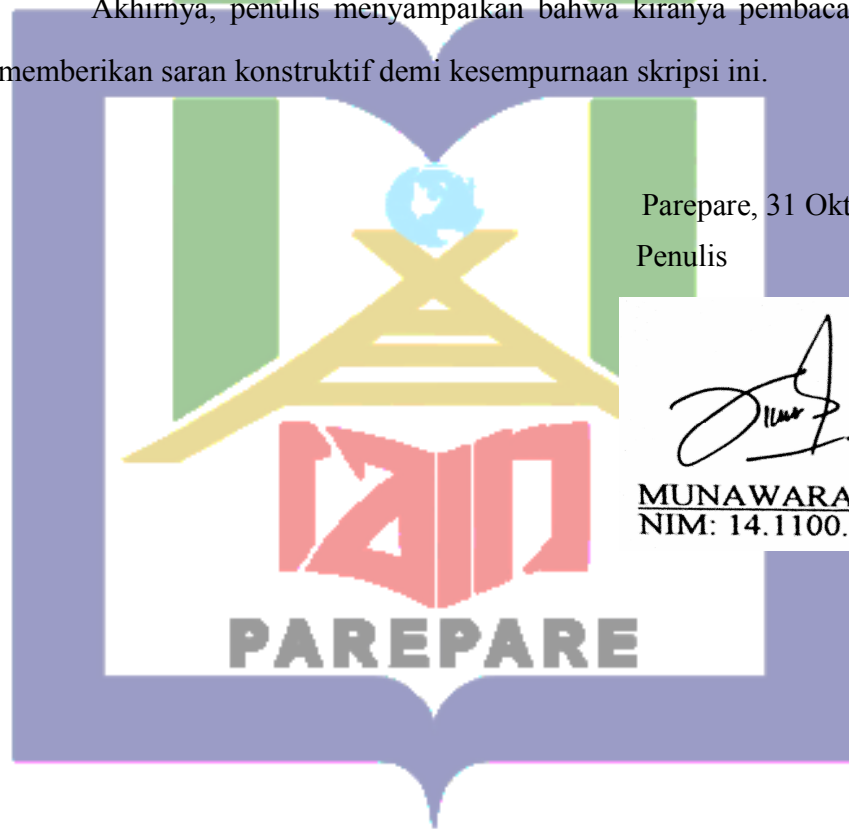 Akhirnya, penulis menyampaikan bahwa kiranya pembaca
memberikan saran konstruktif demi kesempurnaan skripsi ini.
Parepare, 31 Okt
Penulis
MUNAWARA
NIM: 14.1100.
iain
PAREPARE